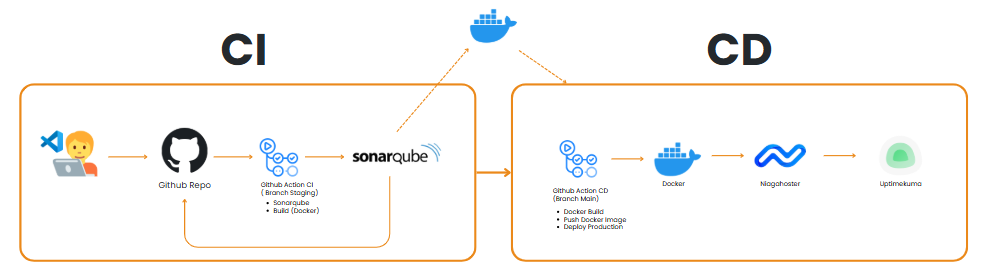 CI
CD
Github Repo
Github Action CI
( Branch Staging)
• Sonarqube
• Build (Docker)
sonarqube
Github Action CD
(Branch Main)
• Docker Build
• Push Docker Image
• Deploy Production
Docker
Niagahoster
Uptimekuma